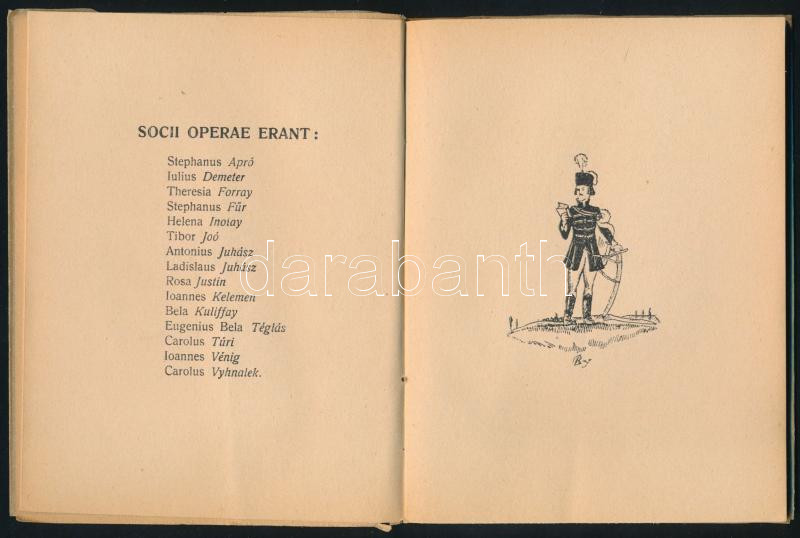 SOCII OPERAE ERANT:
Stephanus Apró
Iulius Demeter
Theresia Forray
Stephanus Fűr
Helena Inotay
Tibor Joó
Antonius Juhász
Ladislaus Juhász
Rosa Justin
Ioannes Kelemen
Bela Kuliffay
Eugenius Bela Téglás
Carolus Túri
Ioannes Vénig
Carolus Vyhnalek.
darabanth